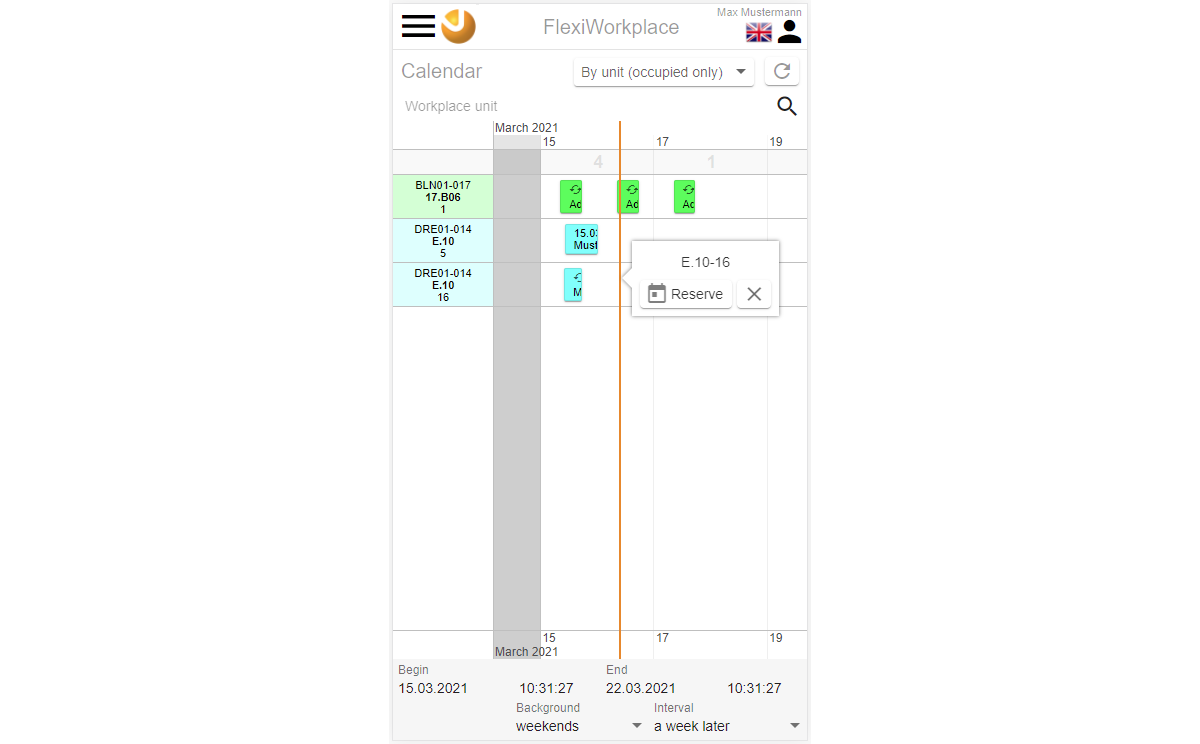 Max Mustermann
FlexiWorkplace
Calendar
By unit (occupied only)
Workplace unit
March 2021
15 17 19
4 1
BLN01-017
17.B06
1
Ad Ad Ac
DRE01-014
E.10
5
15.03
Must
DRE01-014
E.10
16
M
E.10-16
Reserve
15 17 19
March 2021
Begin End
15.03.2021 10:31:27 22.03.2021 10:31:27
Background Interval
weekends a week later